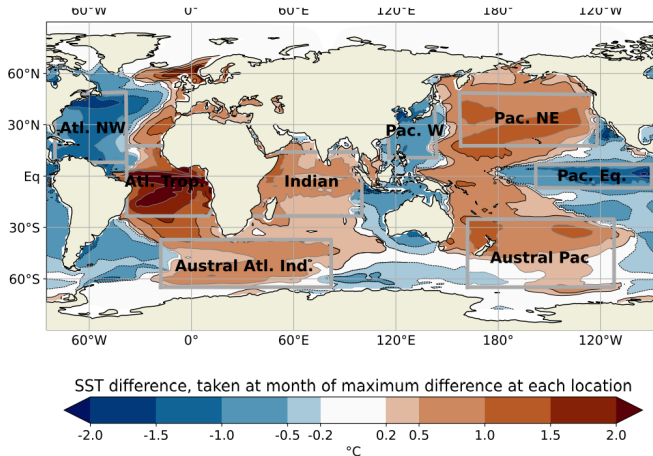 60°W 0° 60°E 120°E 180° 120°W
60°N
30°N
Eq
30°S
60°S
Atl. NW
Pac. W
Pac. NE
Atl. Trop.
Indian
Pac. Eq.
Austral Atl. Ind.
Austral Pac
60°W 0° 60°E 120°E 180° 120°W
SST difference, taken at month of maximum difference at each location
-2.0 -1.5 -1.0 -0.5 -0.2 0.2 0.5 1.0 1.5 2.0
°C